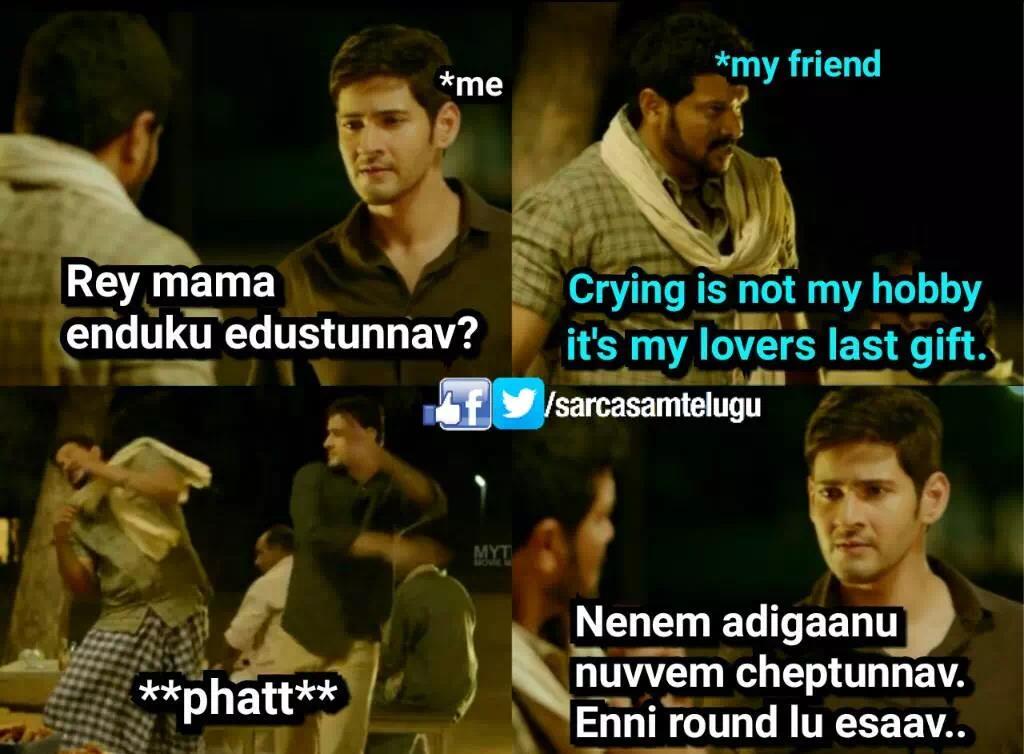 *me
Rey mama
enduku edustunnav?
*my friend
Crying is not my hobby
it's my lovers last gift.
f /sarcasamtelugu
**phatt**
MYT
Nenem adigaanu
nuvvem cheptunnav.
Enni round lu esaav..